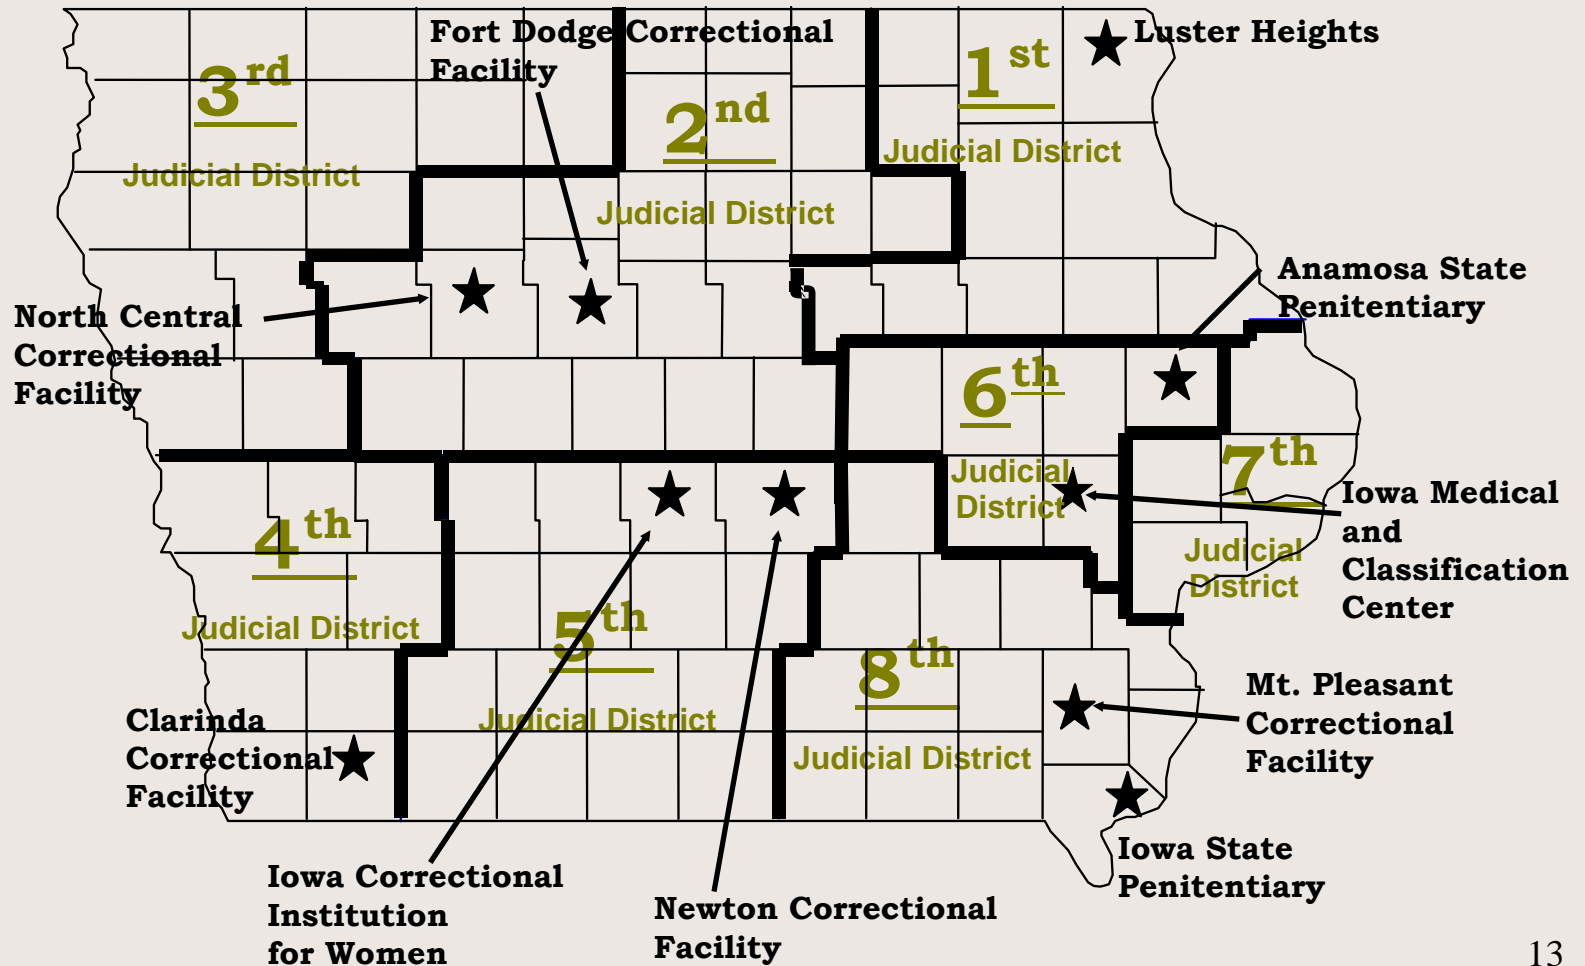 Fort Dodge Correctional
Facility
Luster Heights
3rd
Judicial District
2nd
Judicial District
1st
Judicial District
North Central
Correctional
Facility
Anamosa State
Penitentiary
6th
Judicial
District
7th
Judicial
District
Iowa Medical
and
Classification
Center
4th
Judicial District
5th
Judicial District
8th
Judicial District
Clarinda
Correctional
Facility
Mt. Pleasant
Correctional
Facility
Iowa State
Penitentiary
Iowa Correctional
Institution
for Women
Newton Correctional
Facility
13